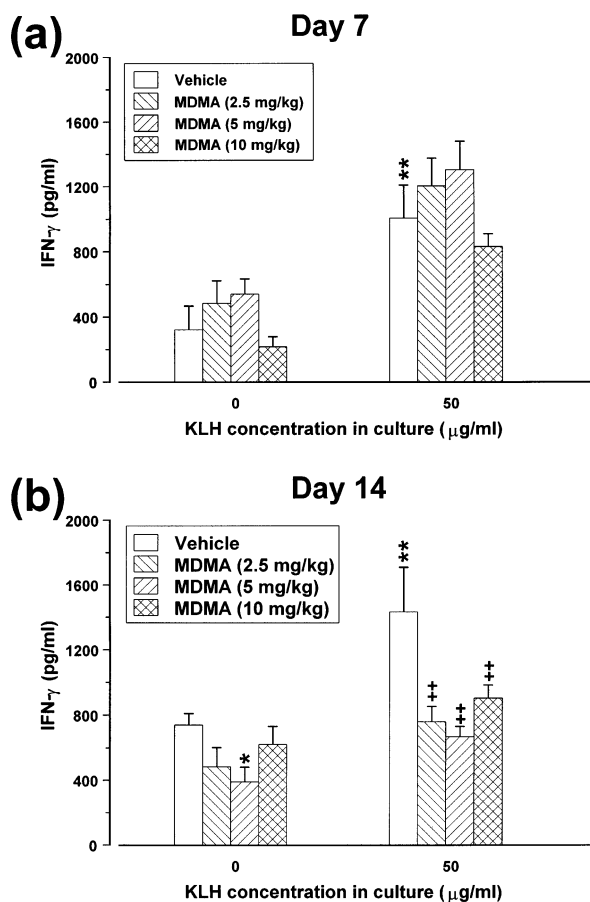 (a)
Day 7
2000
1600
1200
800
400
0
IFN-γ (pg/ml)
Vehicle
MDMA (2.5 mg/kg)
MDMA (5 mg/kg)
MDMA (10 mg/kg)
**
0
50
KLH concentration in culture (μg/ml)
(b)
Day 14
2000
1600
1200
800
400
0
IFN-γ (pg/ml)
Vehicle
MDMA (2.5 mg/kg)
MDMA (5 mg/kg)
MDMA (10 mg/kg)
*
**
++
++
++
0
50
KLH concentration in culture (μg/ml)